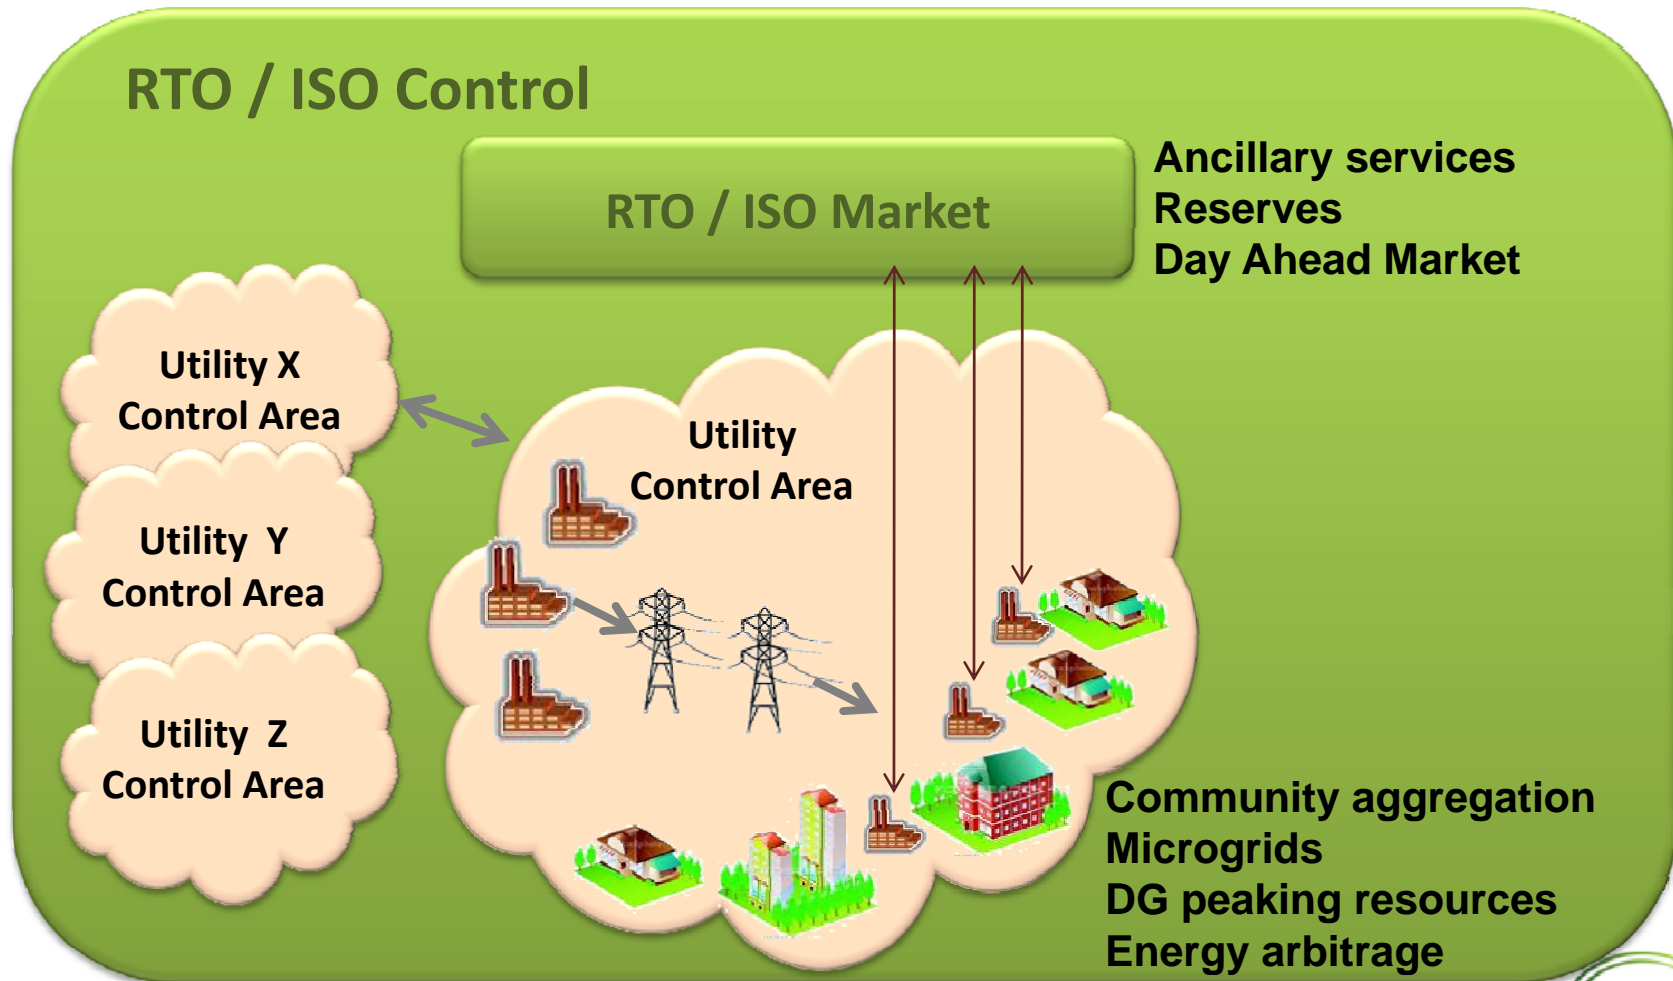 RTO / ISO Control
RTO / ISO Market
Ancillary services
Reserves
Day Ahead Market
Utility X
Control Area
Utility
Control Area
Utility Y
Control Area
Utility Z
Control Area
Community aggregation
Microgrids
DG peaking resources
Energy arbitrage